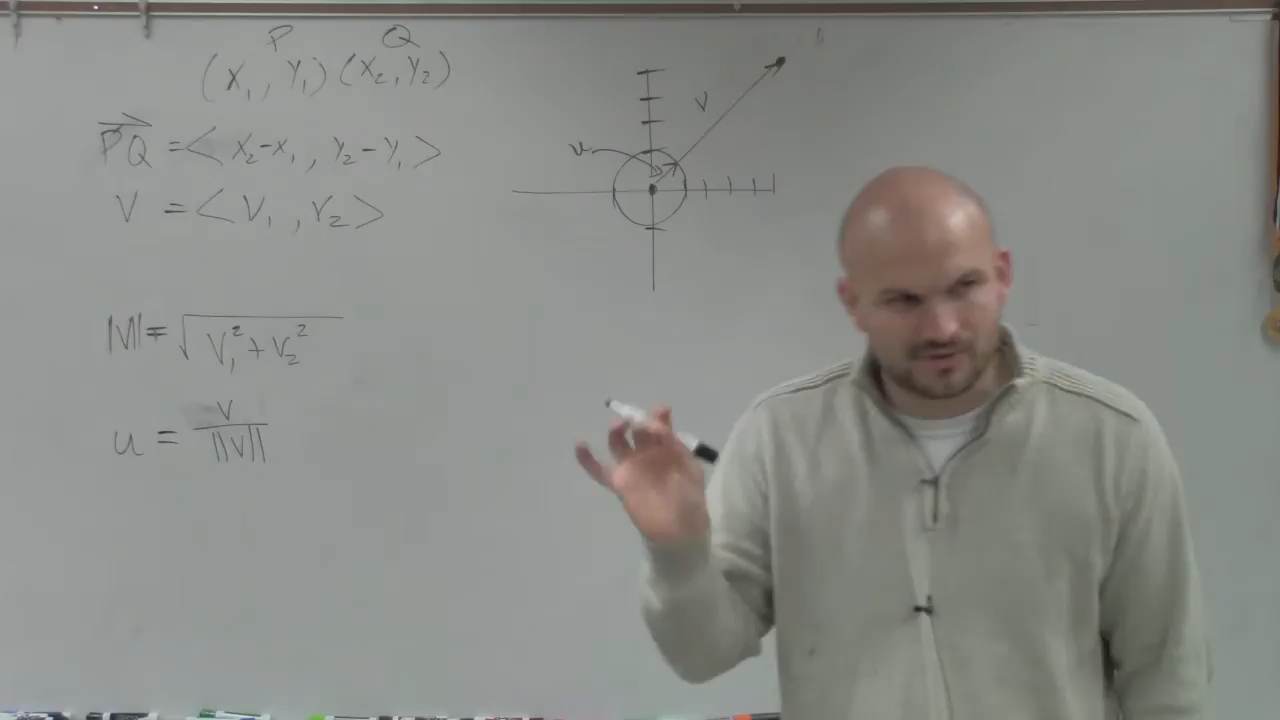 P Q
(X₁, Y₁) (X₂, Y₂)
PQ = < X₂-X₁, Y₂-Y₁ >
V = < V₁, V₂ >
|V| = √V₁² + V₂²
u = V / ||V||
V
u